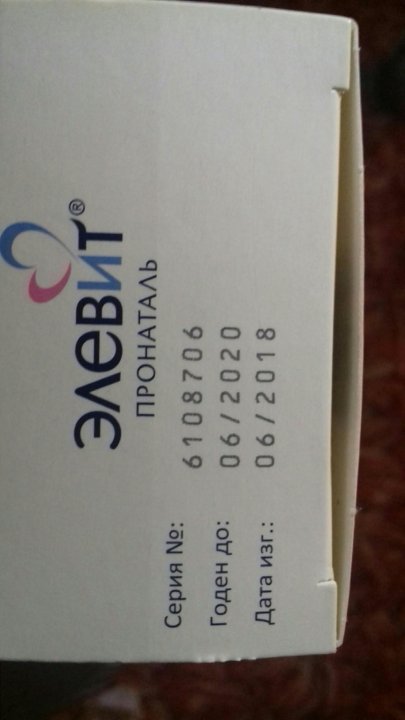 ЭЛЕВИТ®
ПРОНАТАЛЬ
Серия №: 6108706
Годен до: 06/2020
Дата изг.: 06/2018